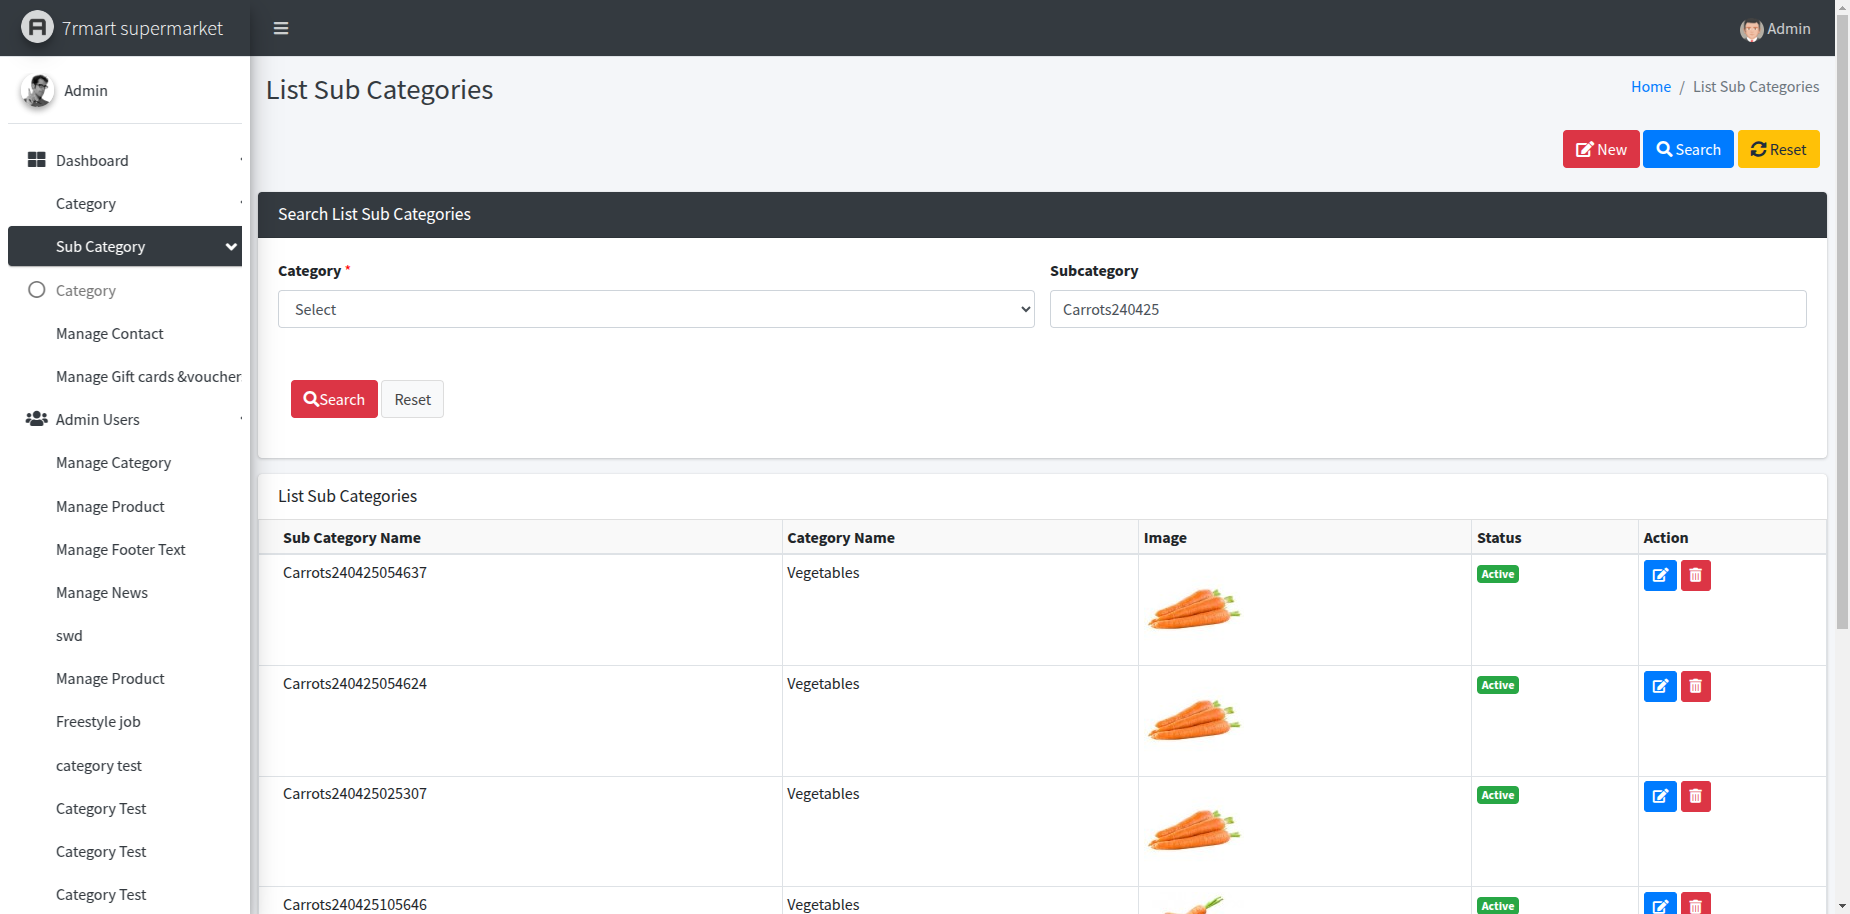 7rmart supermarket
Admin
Admin
Dashboard
Category
Sub Category
Category
Manage Contact
Manage Gift cards &voucher
Admin Users
Manage Category
Manage Product
Manage Footer Text
Manage News
swd
Manage Product
Freestyle job
category test
Category Test
Category Test
Category Test
List Sub Categories
Home / List Sub Categories
New Search Reset
Search List Sub Categories
Category * Subcategory
Select Carrots240425
Search Reset
List Sub Categories
Sub Category Name Category Name Image Status Action
Carrots240425054637 Vegetables Active
Carrots240425054624 Vegetables Active
Carrots240425025307 Vegetables Active
Carrots240425105646 Vegetables Active